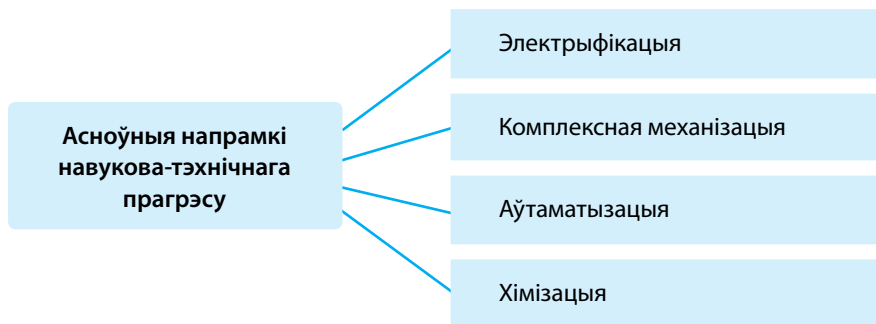 Асноўныя напрамкі
навукова-тэхнічнага
прагрэсу
Электрыфікацыя
Комплексная механізацыя
Аўтаматызацыя
Хімізацыя